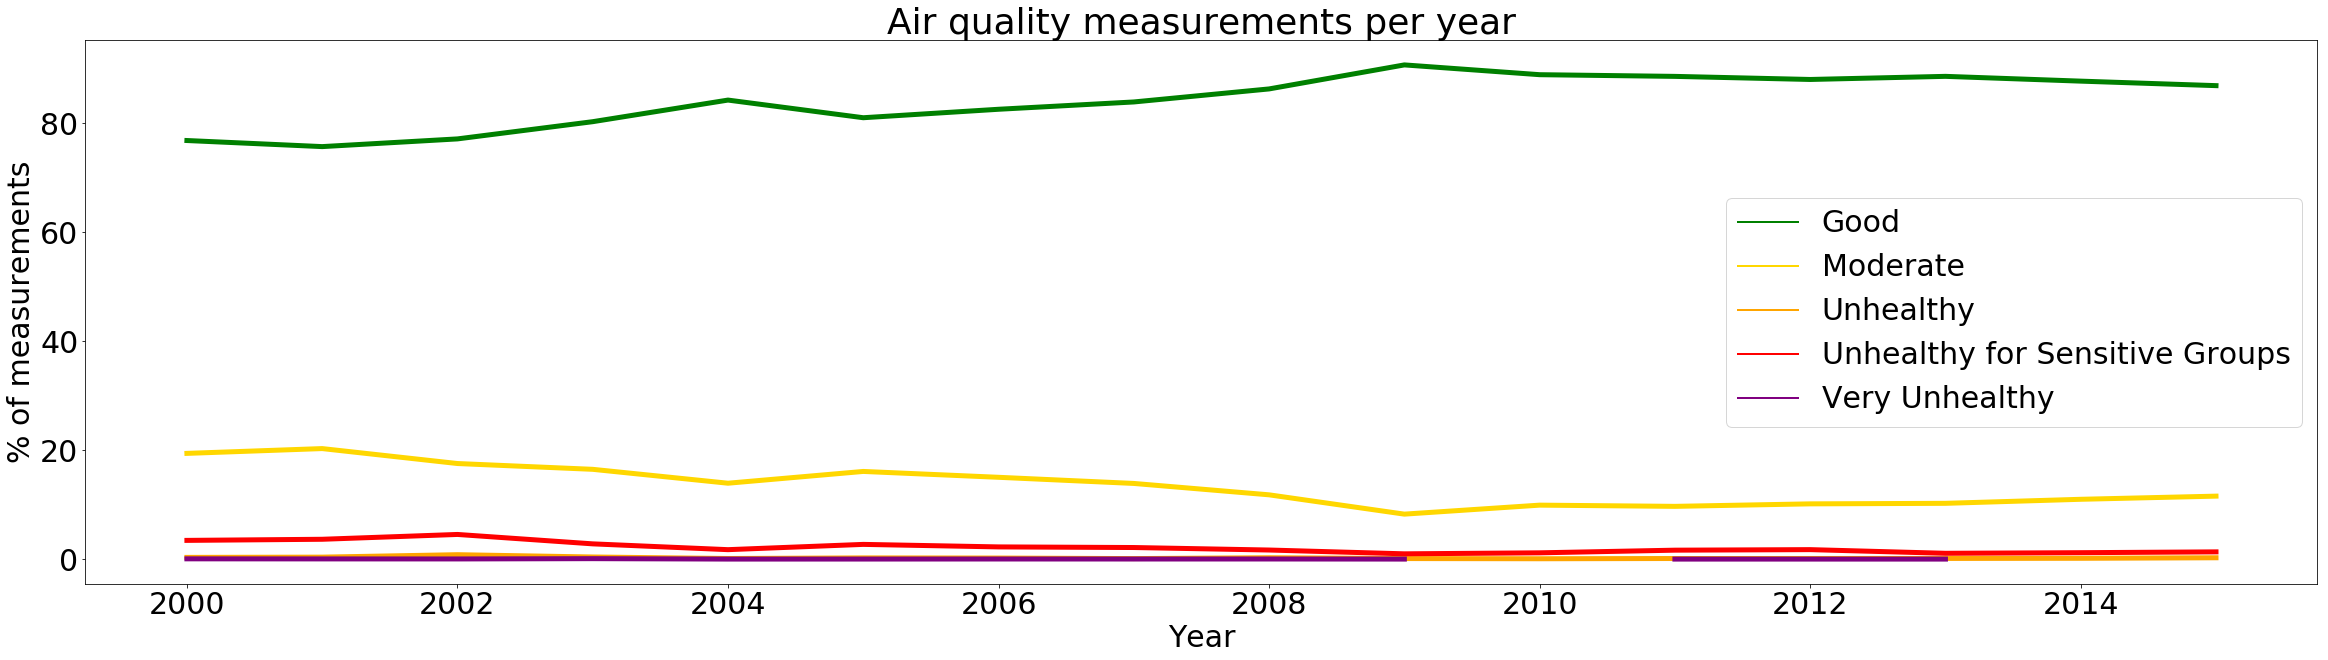 Air quality measurements per year
% of measurements
80
60
40
20
0
Good
Moderate
Unhealthy
Unhealthy for Sensitive Groups
Very Unhealthy
2000 2002 2004 2006 2008 2010 2012 2014
Year